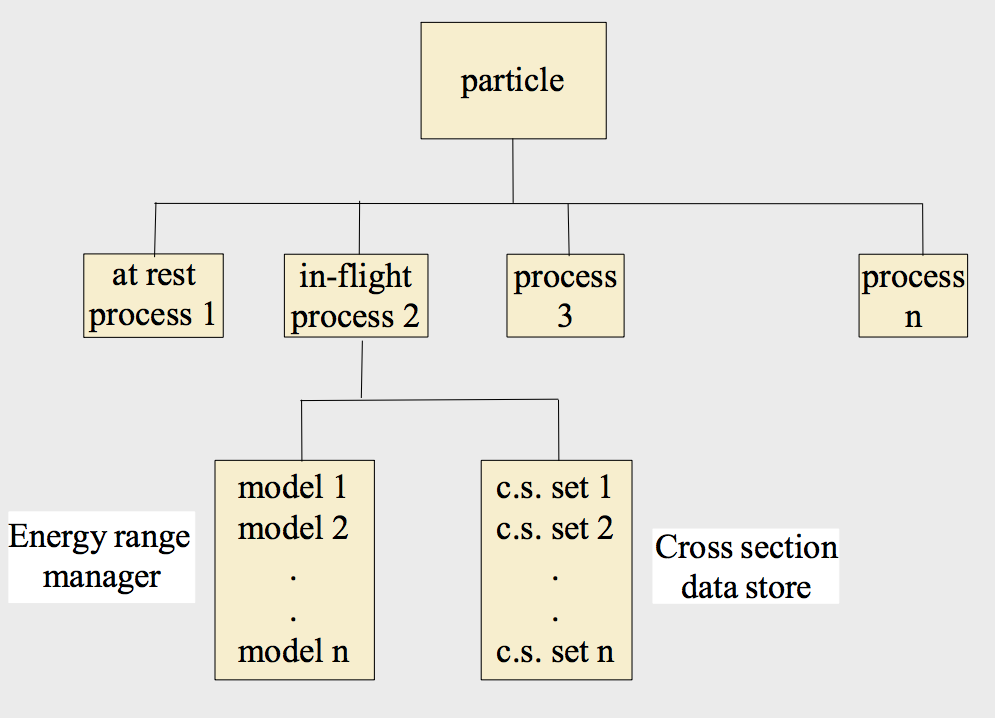 particle
at rest
process 1
in-flight
process 2
process
3
process
n
Energy range
manager
model 1
model 2
.
.
model n
c.s. set 1
c.s. set 2
.
.
c.s. set n
Cross section
data store